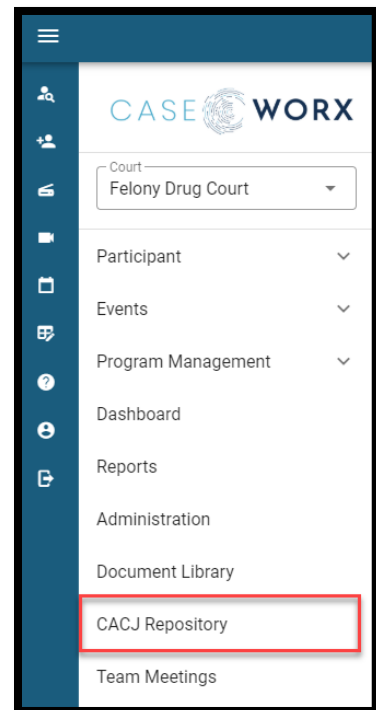 CASE WORX
Court
Felony Drug Court
Participant
Events
Program Management
Dashboard
Reports
Administration
Document Library
CACJ Repository
Team Meetings